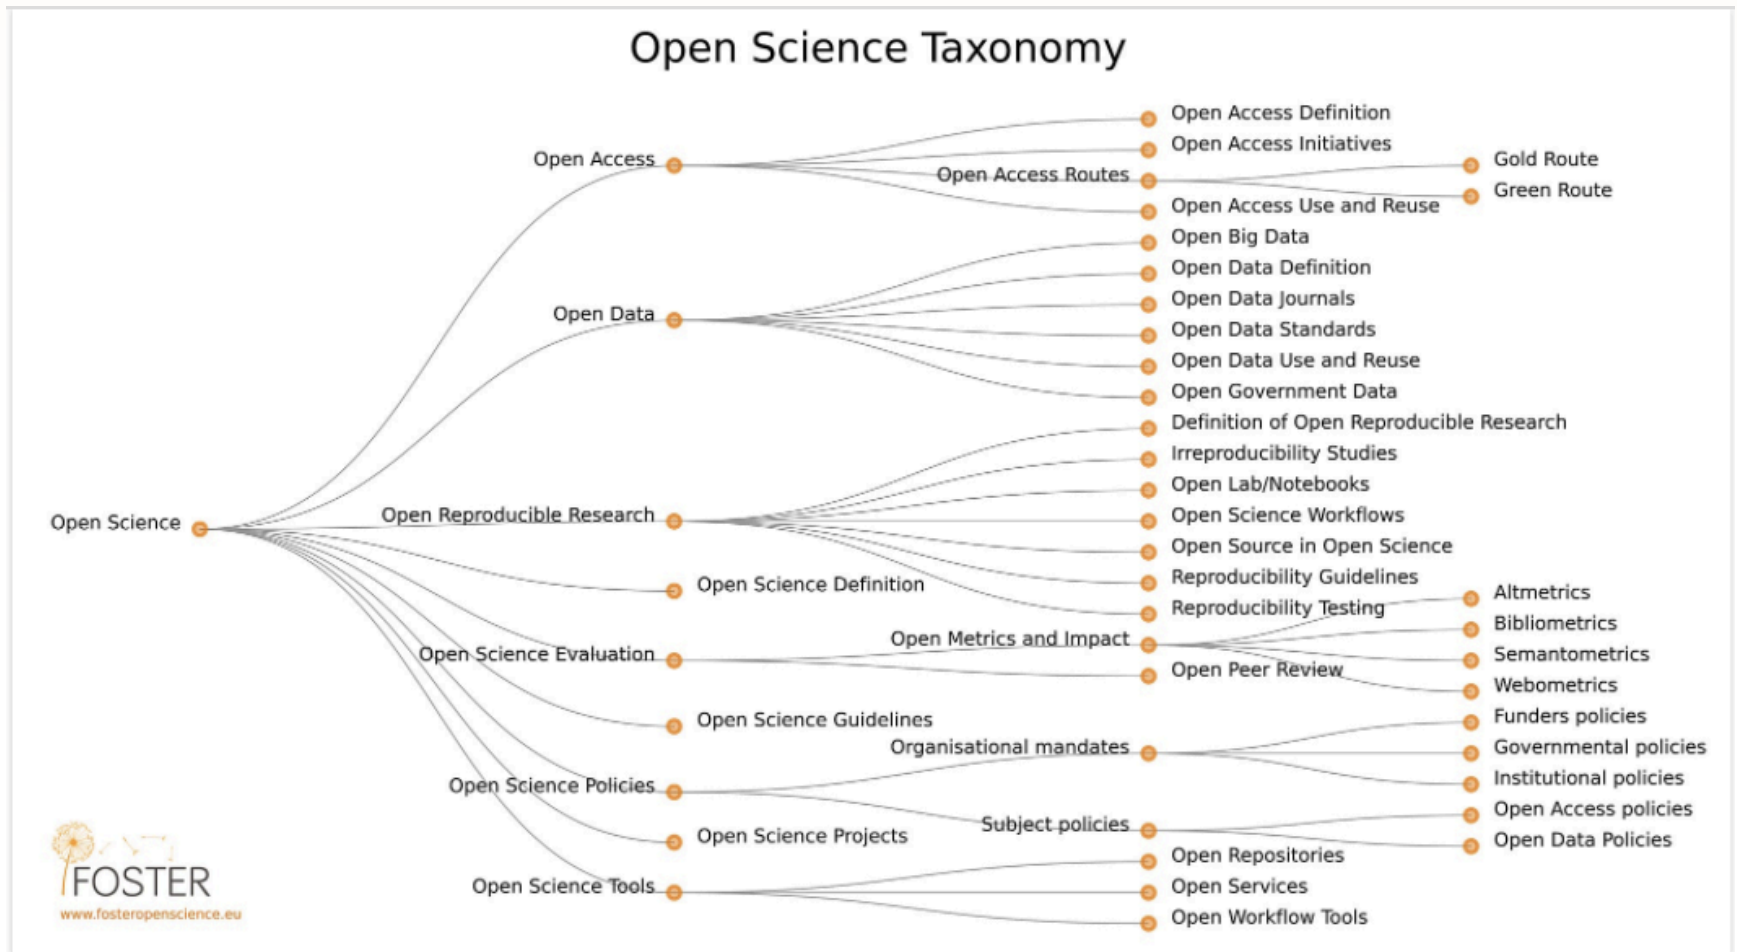 Open Science Taxonomy
Open Science
Open Access
Open Access Definition
Open Access Initiatives
Open Access Routes
Gold Route
Green Route
Open Access Use and Reuse
Open Data
Open Big Data
Open Data Definition
Open Data Journals
Open Data Standards
Open Data Use and Reuse
Open Government Data
Open Reproducible Research
Definition of Open Reproducible Research
Irreproducibility Studies
Open Lab/Notebooks
Open Science Workflows
Open Source in Open Science
Reproducibility Guidelines
Reproducibility Testing
Open Science Definition
Open Science Evaluation
Open Metrics and Impact
Altmetrics
Bibliometrics
Semantometrics
Webometrics
Open Peer Review
Open Science Guidelines
Open Science Policies
Organisational mandates
Funders policies
Governmental policies
Institutional policies
Subject policies
Open Access policies
Open Data Policies
Open Science Projects
Open Science Tools
Open Repositories
Open Services
Open Workflow Tools
FOSTER
www.fosteropenscience.eu